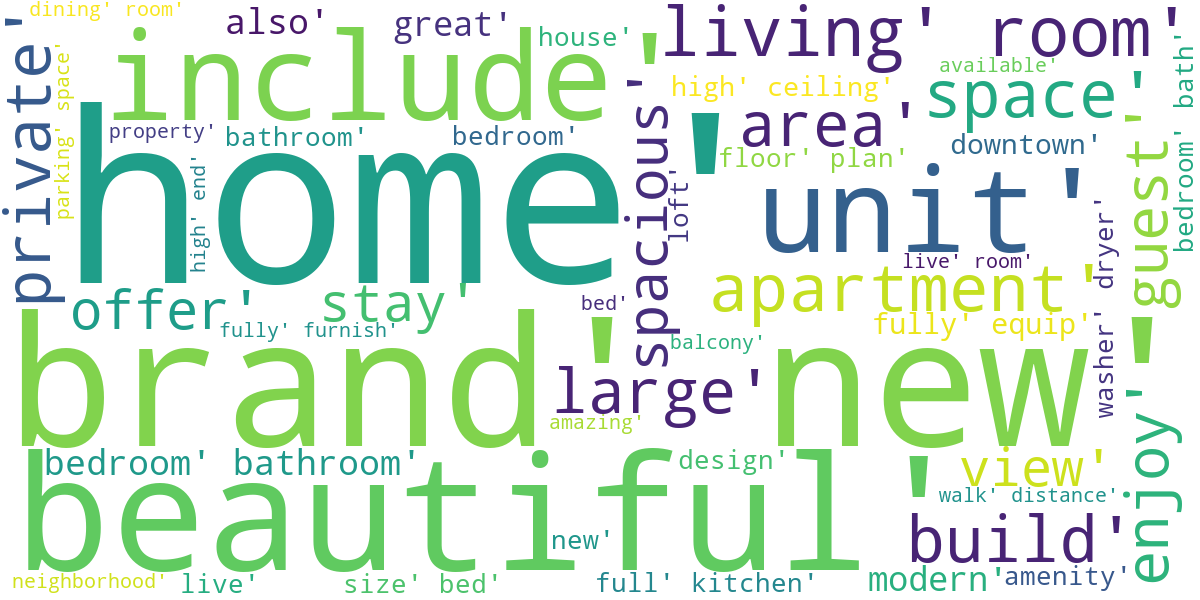 dining' room'
also'
great'
house'
living' room'
include'
private'
space'
high' ceiling'
available'
space'
bath'
property'
bathroom'
bedroom'
area'
downtown'
floor' plan'
home'
parking'
high' end'
spacious'
loft'
unit'
guest'
bedroom'
live' room'
dryer'
offer'
stay'
bed'
apartment'
fully' furnish'
fully' equip'
balcony'
washer'
brand' new'
large'
amazing'
enjoy'
bedroom' bathroom'
design'
view'
beautiful'
walk' distance'
new'
build'
neighborhood'
live'
size' bed'
full' kitchen'
modern'
amenity'